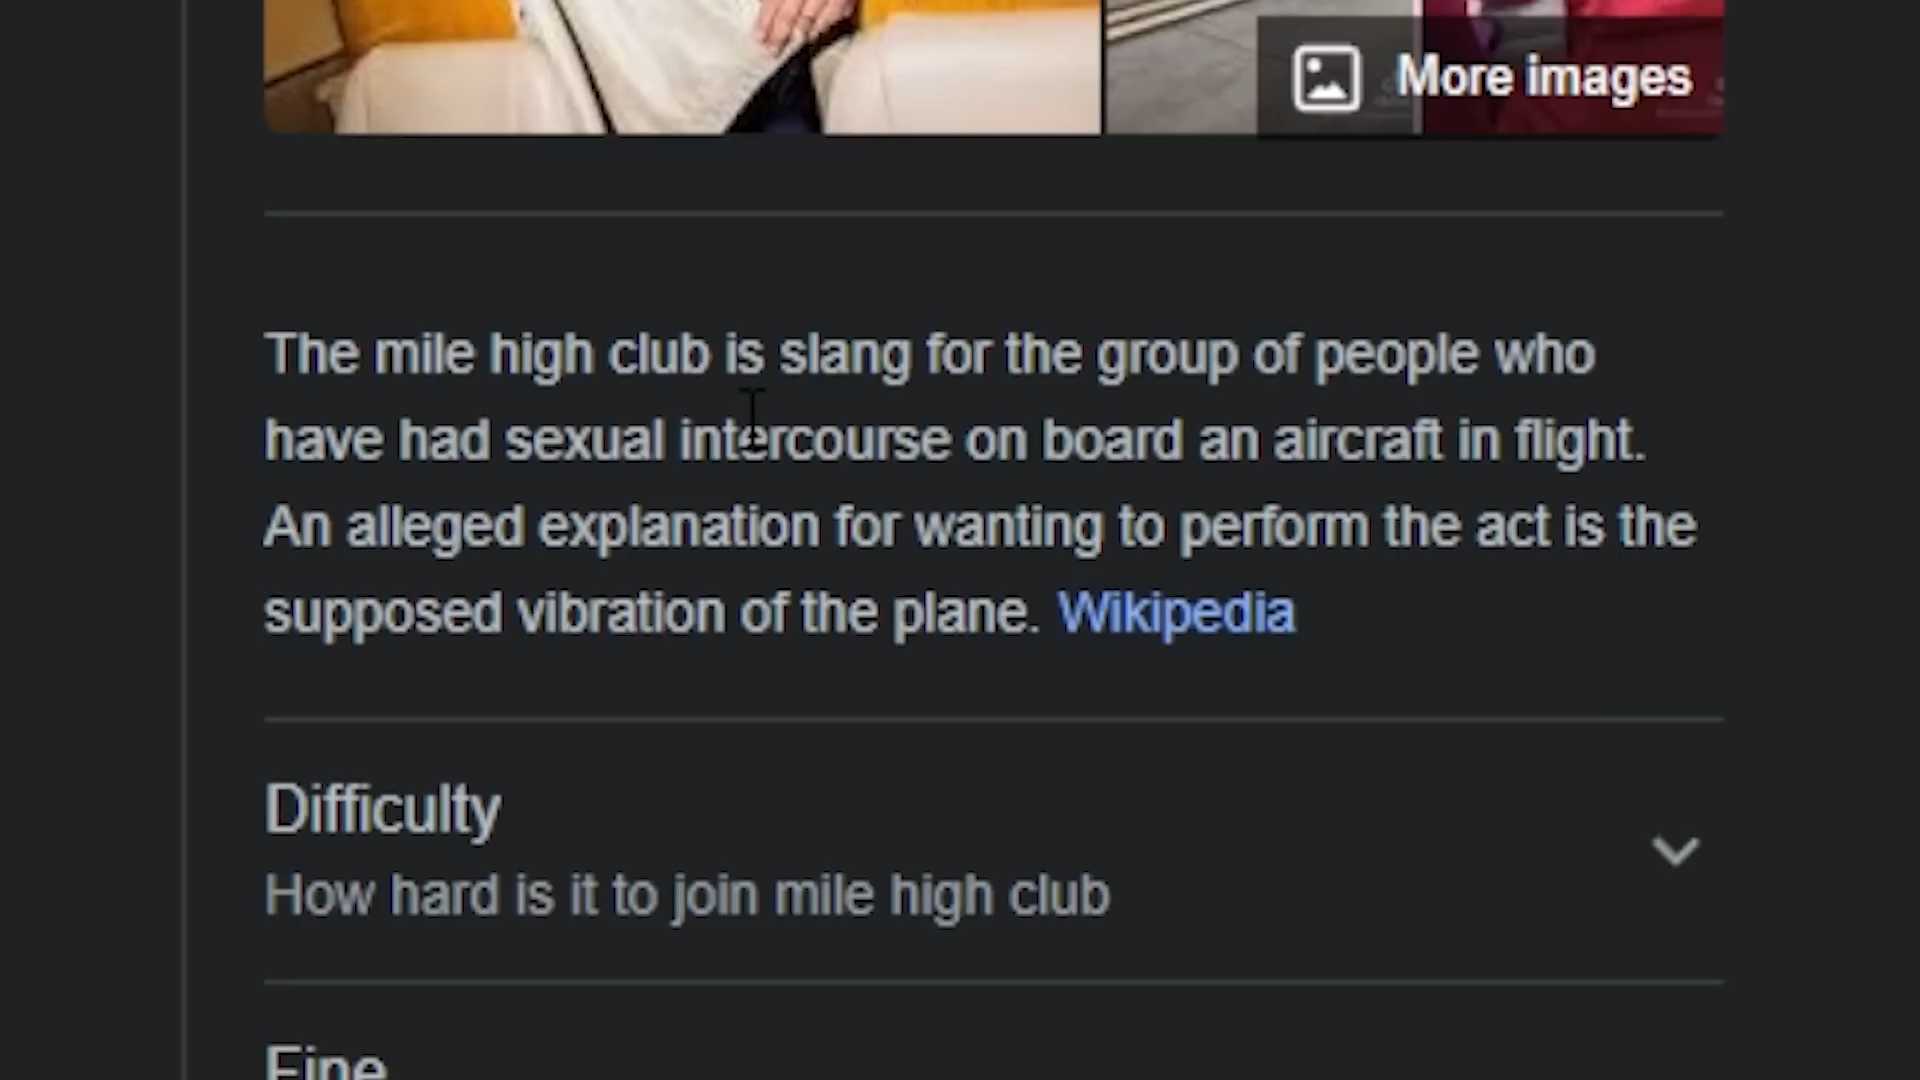 More images
The mile high club is slang for the group of people who
have had sexual intercourse on board an aircraft in flight.
An alleged explanation for wanting to perform the act is the
supposed vibration of the plane. Wikipedia
Difficulty
How hard is it to join mile high club
Fine